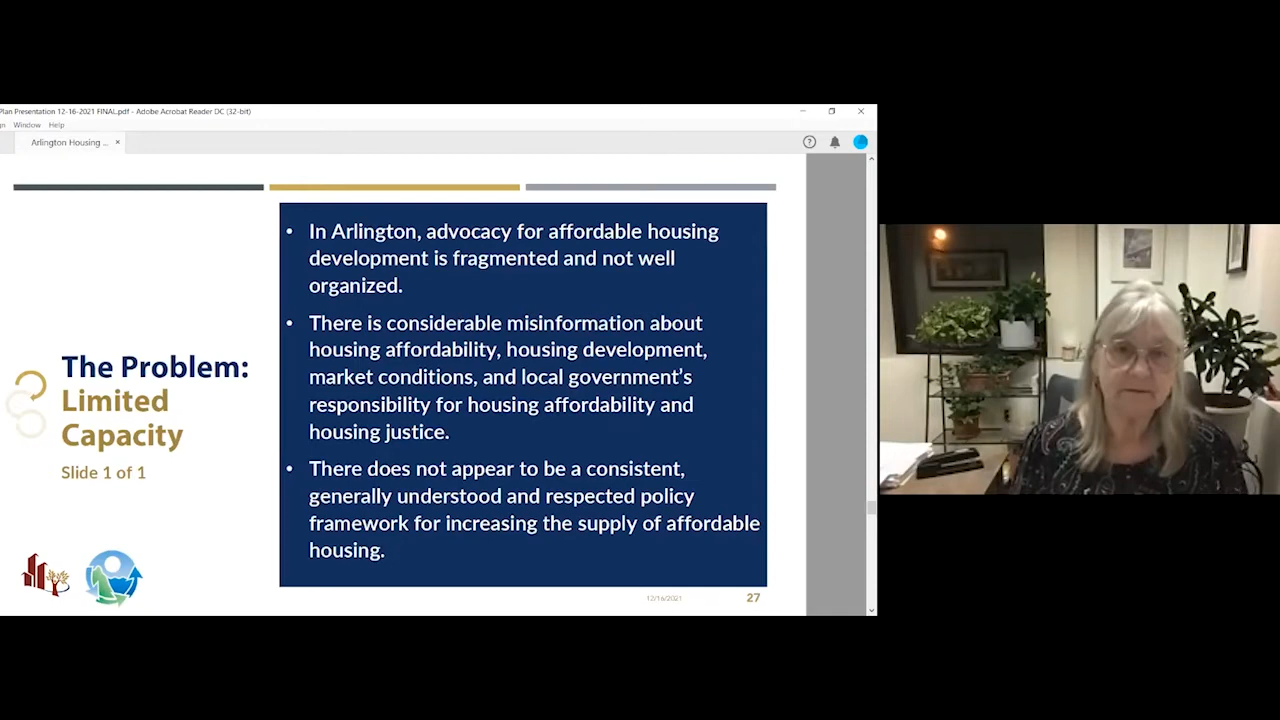 Plan Presentation 12-16-2021 FINAL.pdf - Adobe Acrobat Reader DC (32-bit)
gn Window Help
Arlington Housing ... ×
The Problem:
Limited
Capacity
Slide 1 of 1
• In Arlington, advocacy for affordable housing
development is fragmented and not well
organized.
• There is considerable misinformation about
housing affordability, housing development,
market conditions, and local government's
responsibility for housing affordability and
housing justice.
• There does not appear to be a consistent,
generally understood and respected policy
framework for increasing the supply of affordable
housing.
12/16/2021
27